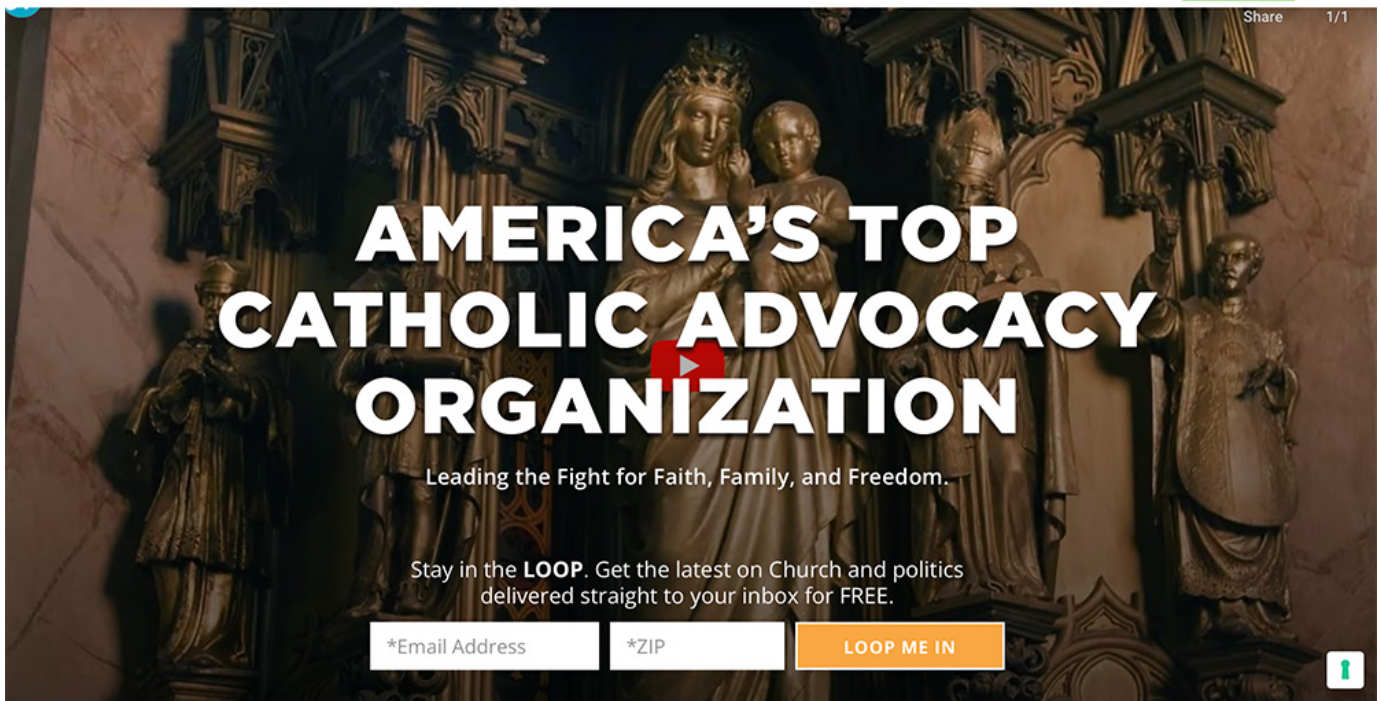 Share 1/1
AMERICA'S TOP
CATHOLIC ADVOCACY
ORGANIZATION
Leading the Fight for Faith, Family, and Freedom.
Stay in the LOOP. Get the latest on Church and politics
delivered straight to your inbox for FREE.
*Email Address *ZIP LOOP ME IN